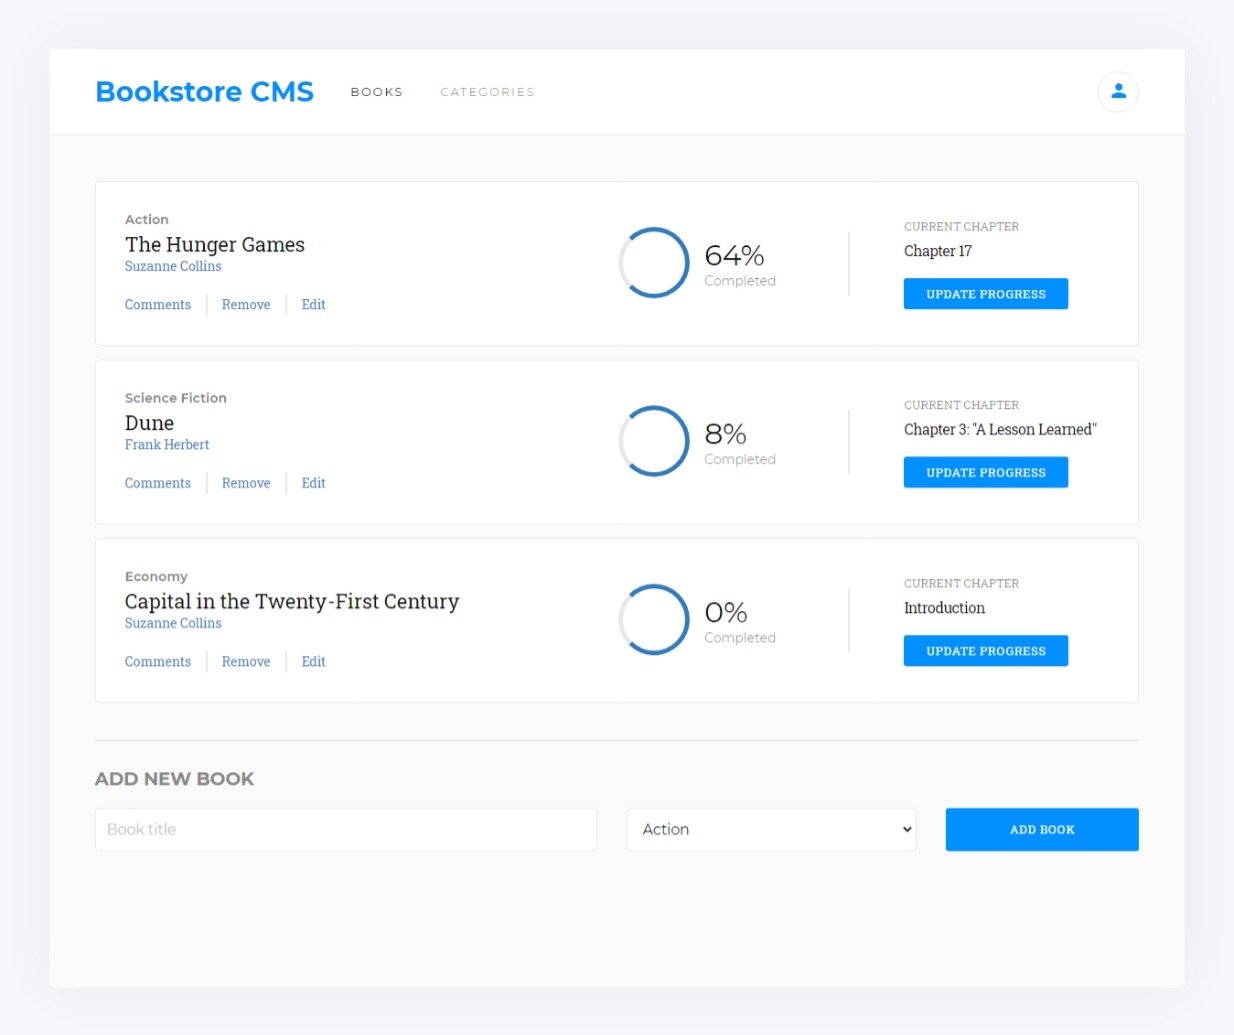 Bookstore CMS BOOKS CATEGORIES
Action
The Hunger Games
Suzanne Collins
Comments Remove Edit
64%
Completed
CURRENT CHAPTER
Chapter 17
UPDATE PROGRESS
Science Fiction
Dune
Frank Herbert
Comments Remove Edit
8%
Completed
CURRENT CHAPTER
Chapter 3: "A Lesson Learned"
UPDATE PROGRESS
Economy
Capital in the Twenty-First Century
Suzanne Collins
Comments Remove Edit
0%
Completed
CURRENT CHAPTER
Introduction
UPDATE PROGRESS
ADD NEW BOOK
Book title Action ADD BOOK